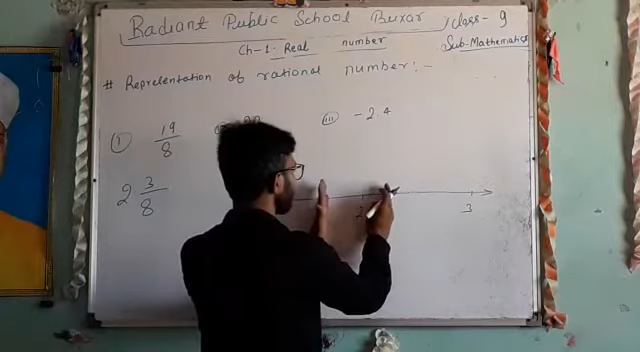 Radiant Public School Buxar / class - 9
Ch-1. Real number
Sub-Mathematics
# Representation of rational number:-
(i) 19/8
(iii) -2.4
2 3/8
2 3